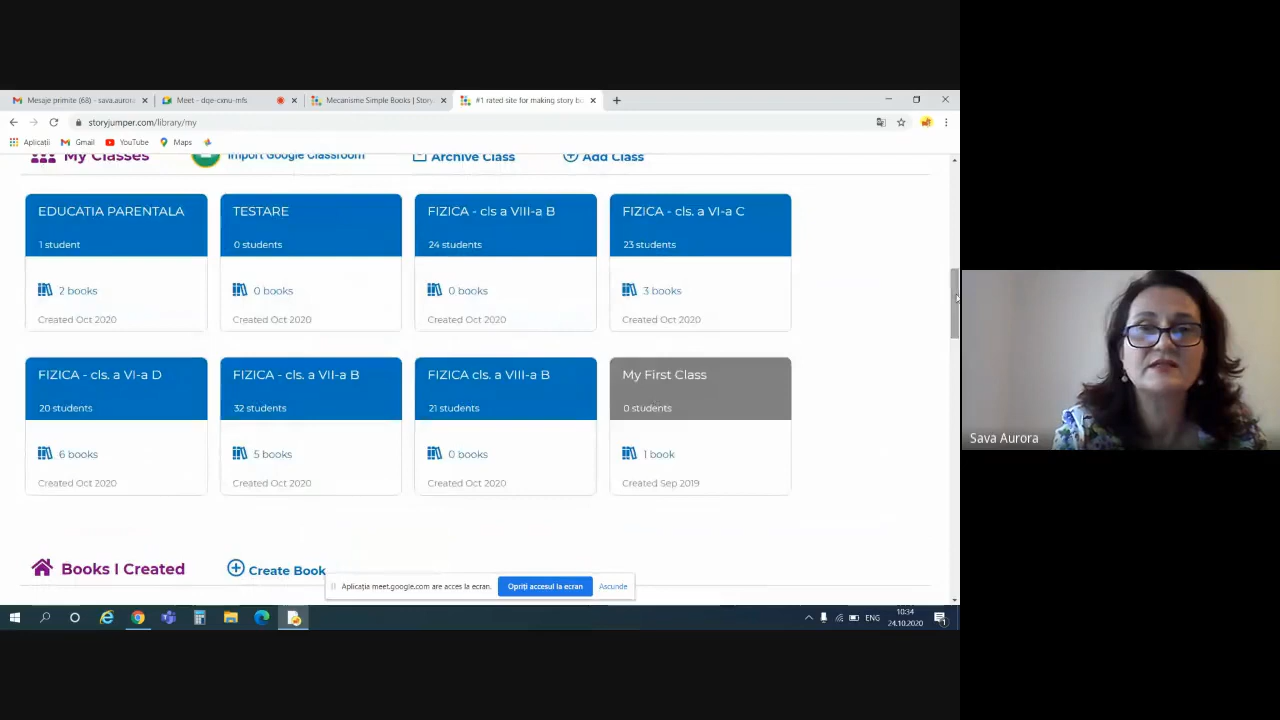 Mesaje primite (68) - sava.aurora
Meet - dqe-cxnu-mfs
Mecanisme Simple Books | Story
#1 rated site for making story bo
storyjumper.com/library/my
Aplicații
Gmail
YouTube
Maps
My Classes
Import Google Classroom
Archive Class
Add Class
EDUCATIA PARENTALA
1 student
2 books
Created Oct 2020
TESTARE
0 students
0 books
Created Oct 2020
FIZICA - cls a VIII-a B
24 students
0 books
Created Oct 2020
FIZICA - cls. a VI-a C
23 students
3 books
Created Oct 2020
FIZICA - cls. a VI-a D
20 students
6 books
Created Oct 2020
FIZICA - cls. a VII-a B
32 students
5 books
Created Oct 2020
FIZICA cls. a VIII-a B
21 students
0 books
Created Oct 2020
My First Class
0 students
1 book
Created Sep 2019
Books I Created
Create Book
Aplicația meet.google.com are acces la ecran.
Opriți accesul la ecran
Ascunde
ENG
10:34
24.10.2020
Sava Aurora